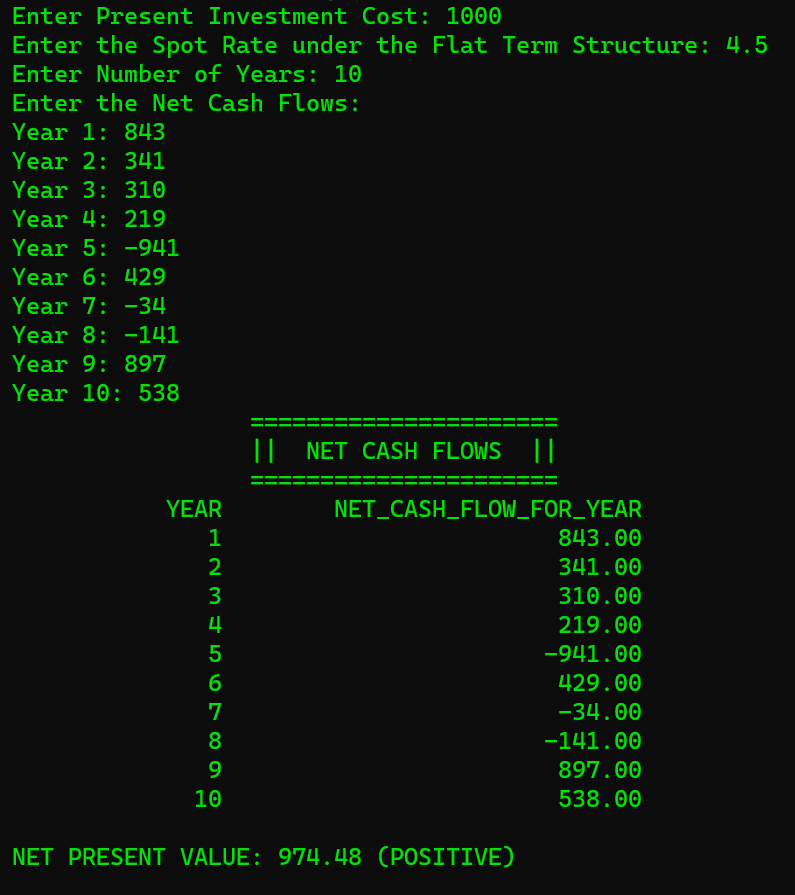 Enter Present Investment Cost: 1000
Enter the Spot Rate under the Flat Term Structure: 4.5
Enter Number of Years: 10
Enter the Net Cash Flows:
Year 1: 843
Year 2: 341
Year 3: 310
Year 4: 219
Year 5: -941
Year 6: 429
Year 7: -34
Year 8: -141
Year 9: 897
Year 10: 538
======================
||  NET CASH FLOWS  ||
======================
YEAR NET_CASH_FLOW_FOR_YEAR
1 843.00
2 341.00
3 310.00
4 219.00
5 -941.00
6 429.00
7 -34.00
8 -141.00
9 897.00
10 538.00
NET PRESENT VALUE: 974.48 (POSITIVE)